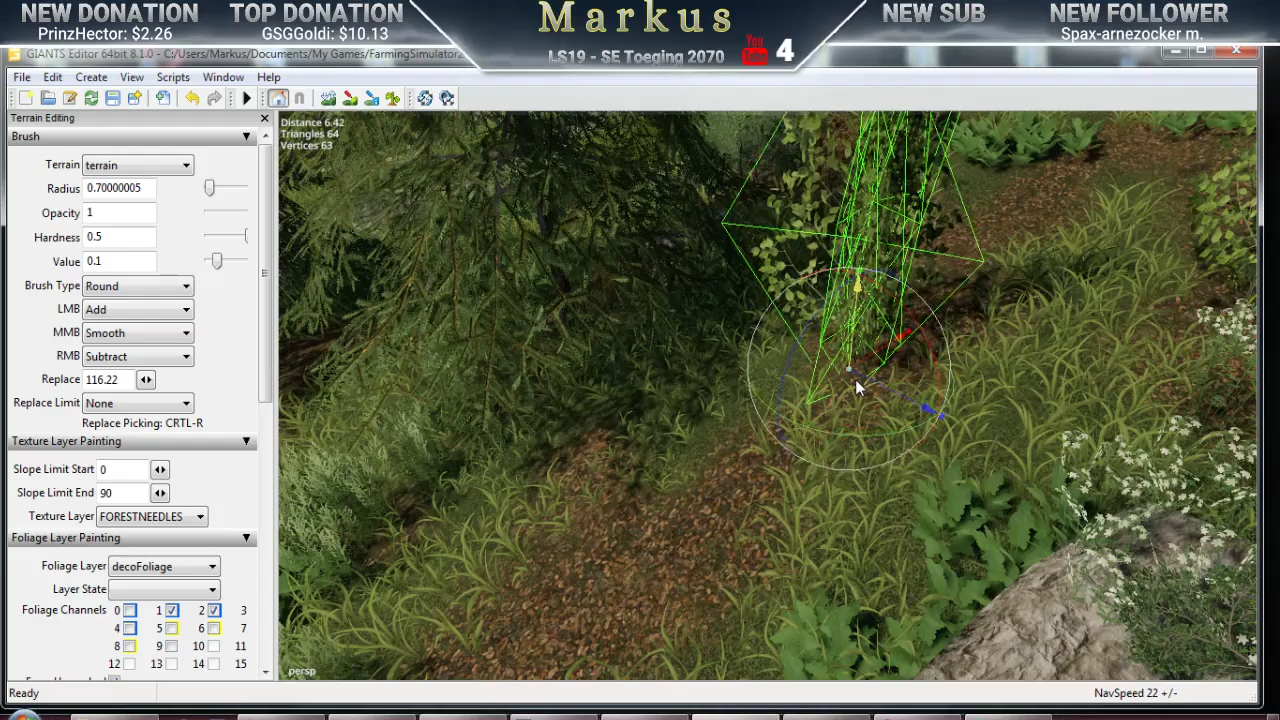 NEW DONATION
PrinzHector: $2.26
TOP DONATION
GSGGoldi: $10.13
Markus
LS19 - SE Toeging 2070
You
Tube
4
NEW SUB
NEW FOLLOWER
Spax-arnezocker m.
GIANTS Editor 64bit 8.1.0 - C:/Users/Markus/Documents/My Games/FarmingSimulator2
File Edit Create View Scripts Window Help
Terrain Editing
Brush
Terrain terrain
Radius 0.70000005
Opacity 1
Hardness 0.5
Value 0.1
Brush Type Round
LMB Add
MMB Smooth
RMB Subtract
Replace 116.22
Replace Limit None
Replace Picking: CRTL-R
Texture Layer Painting
Slope Limit Start 0
Slope Limit End 90
Texture Layer FORESTNEEDLES
Foliage Layer Painting
Foliage Layer decoFoliage
Layer State
Foliage Channels 0 1 2 3
4 5 6 7
8 9 10 11
12 13 14 15
Distance 6.42
Triangles 64
Vertices 63
persp
Ready
NavSpeed 22 +/-